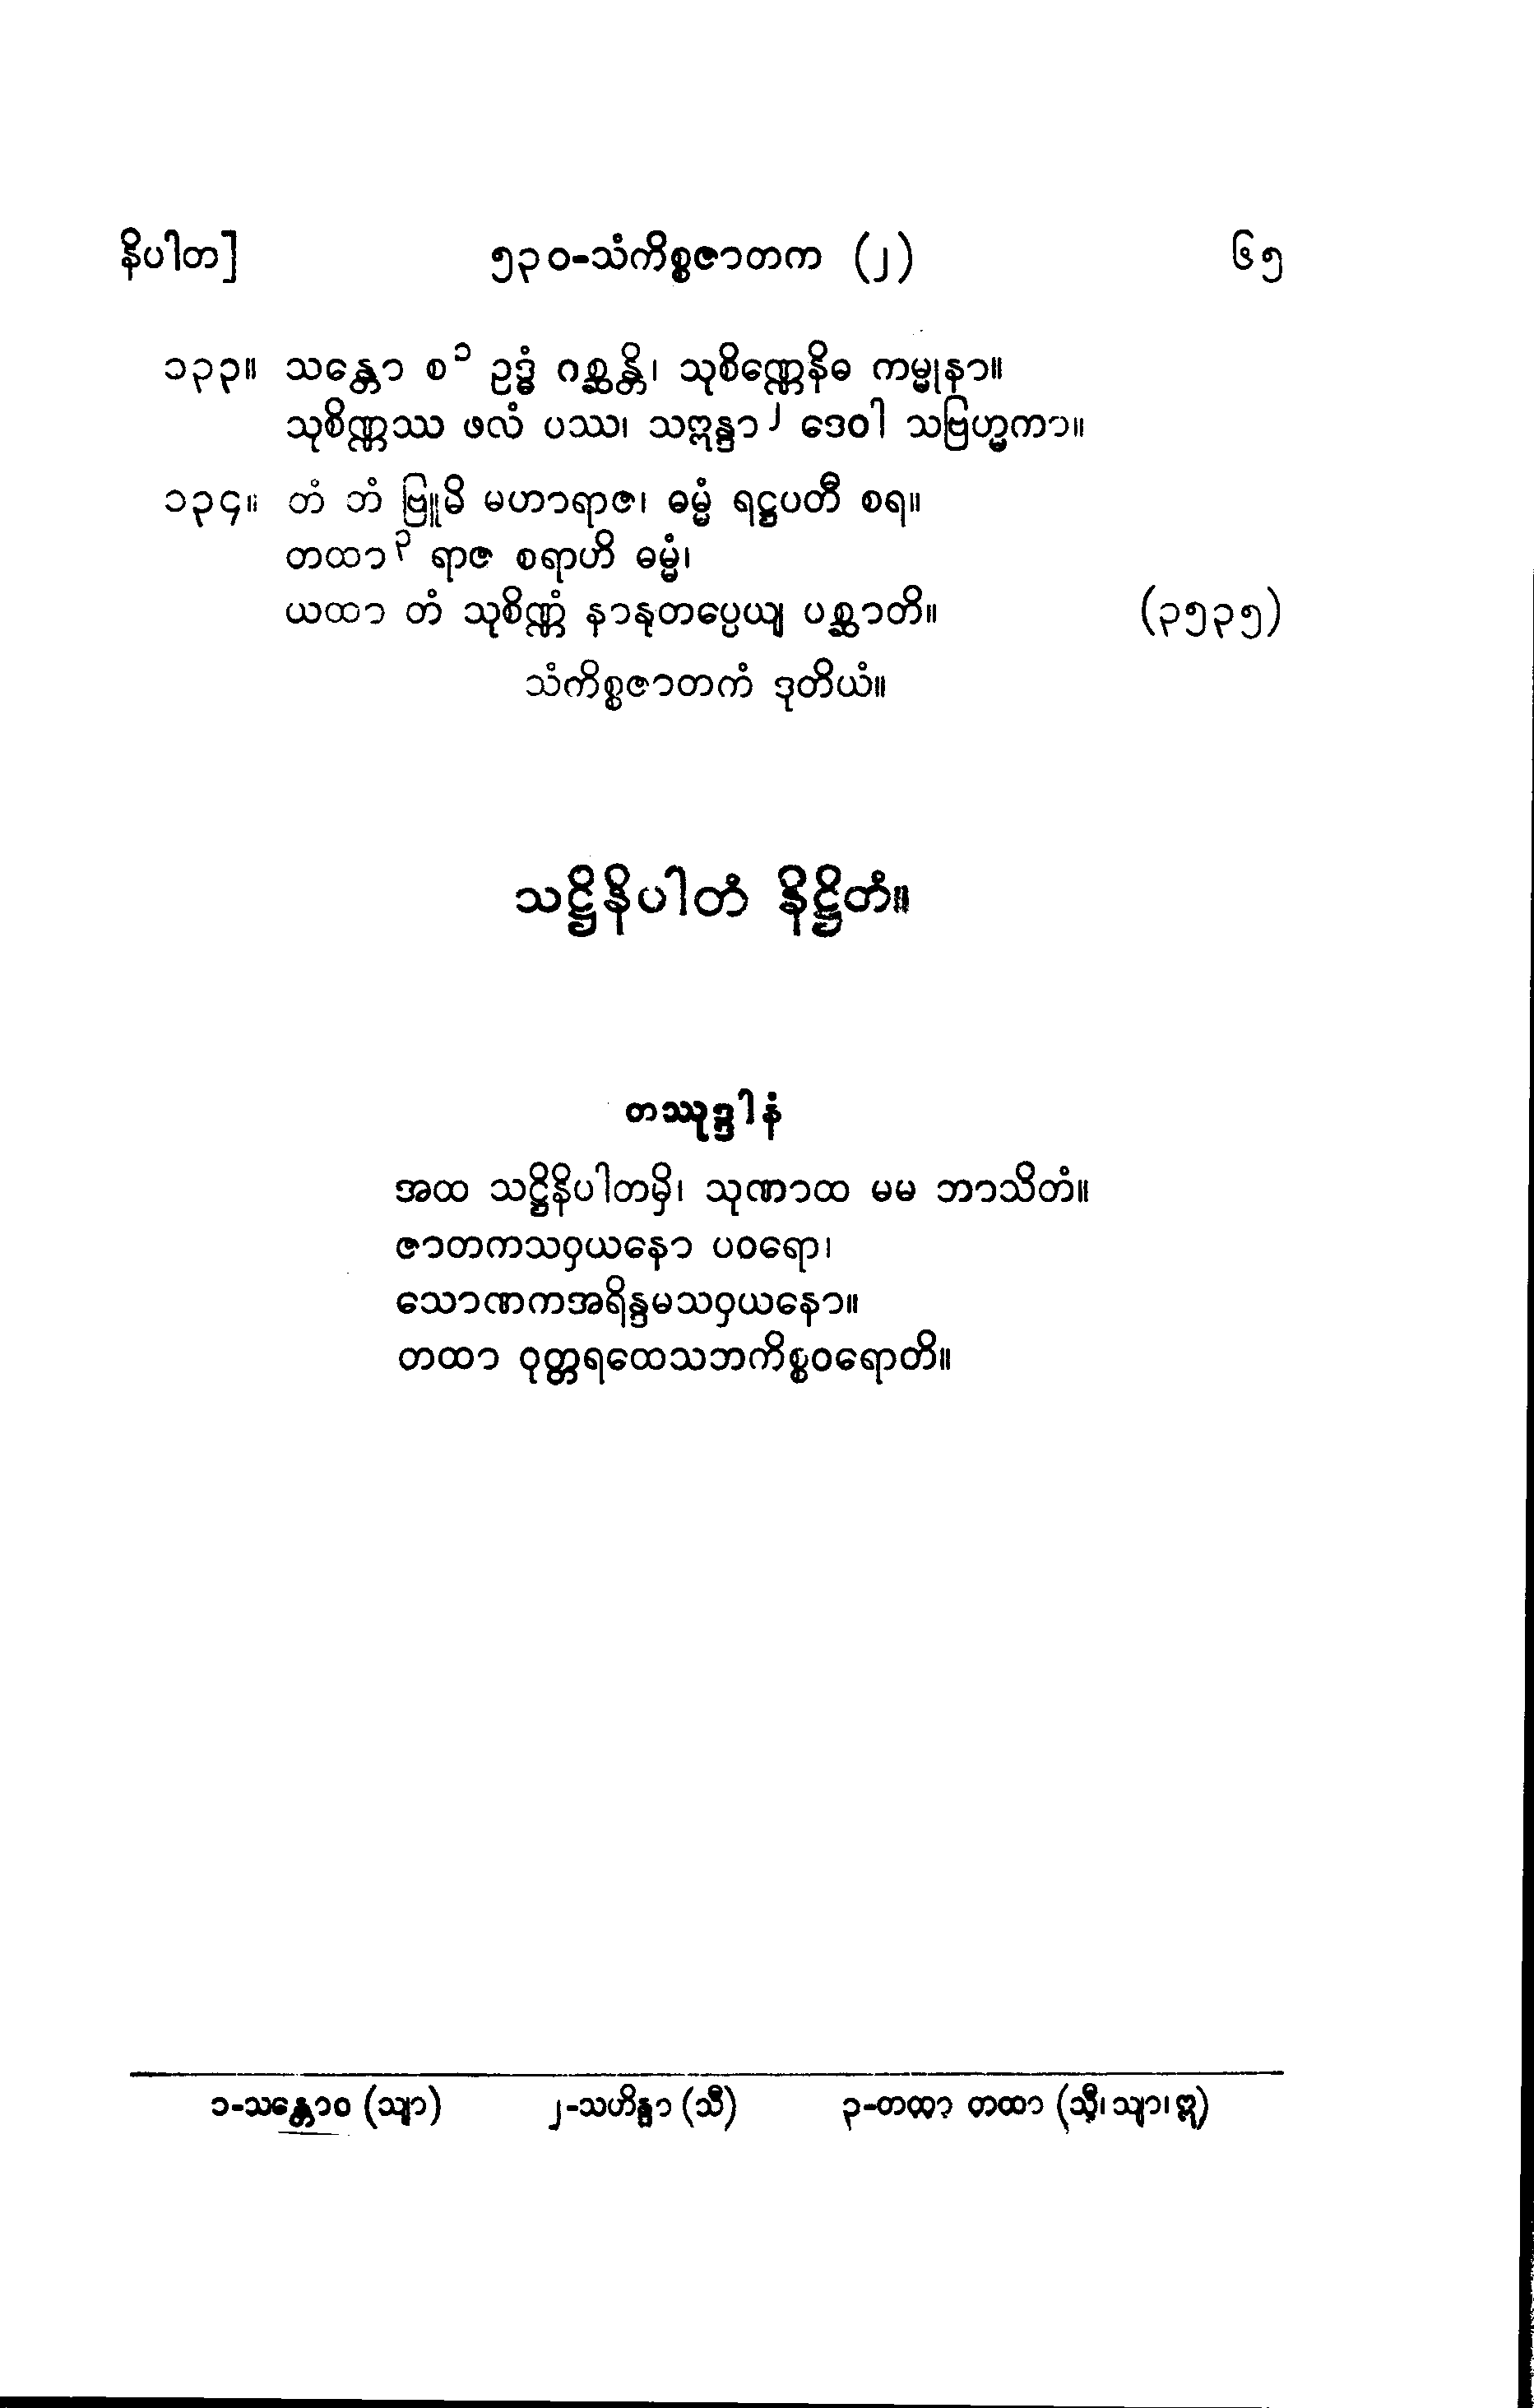 နိပါတ] ၅၃၀-သံကိစ္စဇာတက (၂) ၆၅
၁၃၃။ သန္တော စ၁ ဥဒ္ဓံ ဂစ္ဆန္တိ၊ သုစိဏ္ဏေနိဓ ကမ္မုနာ။
သုစိဏ္ဏဿ ဖလံ ပဿ၊ သဣန္ဒာ၂ ဒေဝါ သဗြဟ္မကာ။
၁၃၄။ တံ တံ ဗြူမိ မဟာရာဇ၊ ဓမ္မံ ရဋ္ဌပတီ စရ။
တထာ၃ ရာဇ စရာဟိ ဓမ္မံ၊
ယထာ တံ သုစိဏ္ဏံ နာနုတပ္ပေယျ ပစ္ဆာတိ။ (၃၅၃၅)
သံကိစ္စဇာတကံ ဒုတိယံ။
သဋ္ဌိနိပါတံ နိဋ္ဌိတံ။
တဿုဒ္ဒါနံ
အထ သဋ္ဌိနိပါတမှိ၊ သုဏာထ မမ ဘာသိတံ။
ဇာတကသဝှယနော ပဝရော၊
သောဏကအရိန္ဒမသဝှယနော။
တထာ ဝုတ္တရထေသဘကိစ္စဝရောတိ။
၁-သန္တောဝ (သျာ) ၂-သဟိန္ဒာ (သီ) ၃-တထာ တထာ (သီ၊ သျာ၊ ဣ)